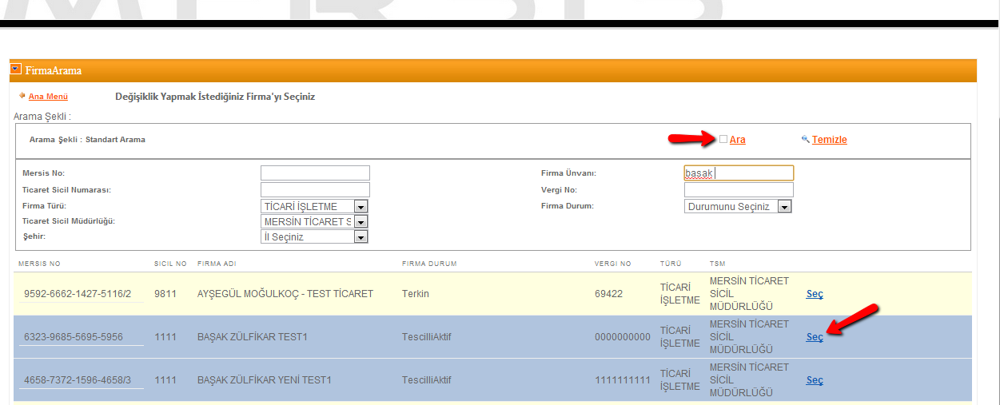 FirmaArama
Ana Menü Değişiklik Yapmak İstediğiniz Firma'yı Seçiniz
Arama Şekli :
Arama Şekli : Standart Arama Ara Temizle
Mersis No: Firma Ünvanı: basak
Ticaret Sicil Numarası: Vergi No:
Firma Türü: TİCARİ İŞLETME Firma Durum: Durumunu Seçiniz
Ticaret Sicil Müdürlüğü: MERSİN TİCARET S
Şehir: İl Seçiniz
MERSIS NO SICIL NO FIRMA ADI FIRMA DURUM VERGI NO TÜRÜ TSM
9592-6662-1427-5116/2 9811 AYŞEGÜL MOĞULKOÇ - TEST TİCARET Terkin 69422 TİCARİ İŞLETME MERSİN TİCARET SİCİL MÜDÜRLÜĞÜ Seç
6323-9685-5695-5956 1111 BAŞAK ZÜLFİKAR TEST1 TescilliAktif 0000000000 TİCARİ İŞLETME MERSİN TİCARET SİCİL MÜDÜRLÜĞÜ Seç
4658-7372-1596-4658/3 1111 BAŞAK ZÜLFİKAR YENİ TEST1 TescilliAktif 1111111111 TİCARİ İŞLETME MERSİN TİCARET SİCİL MÜDÜRLÜĞÜ Seç